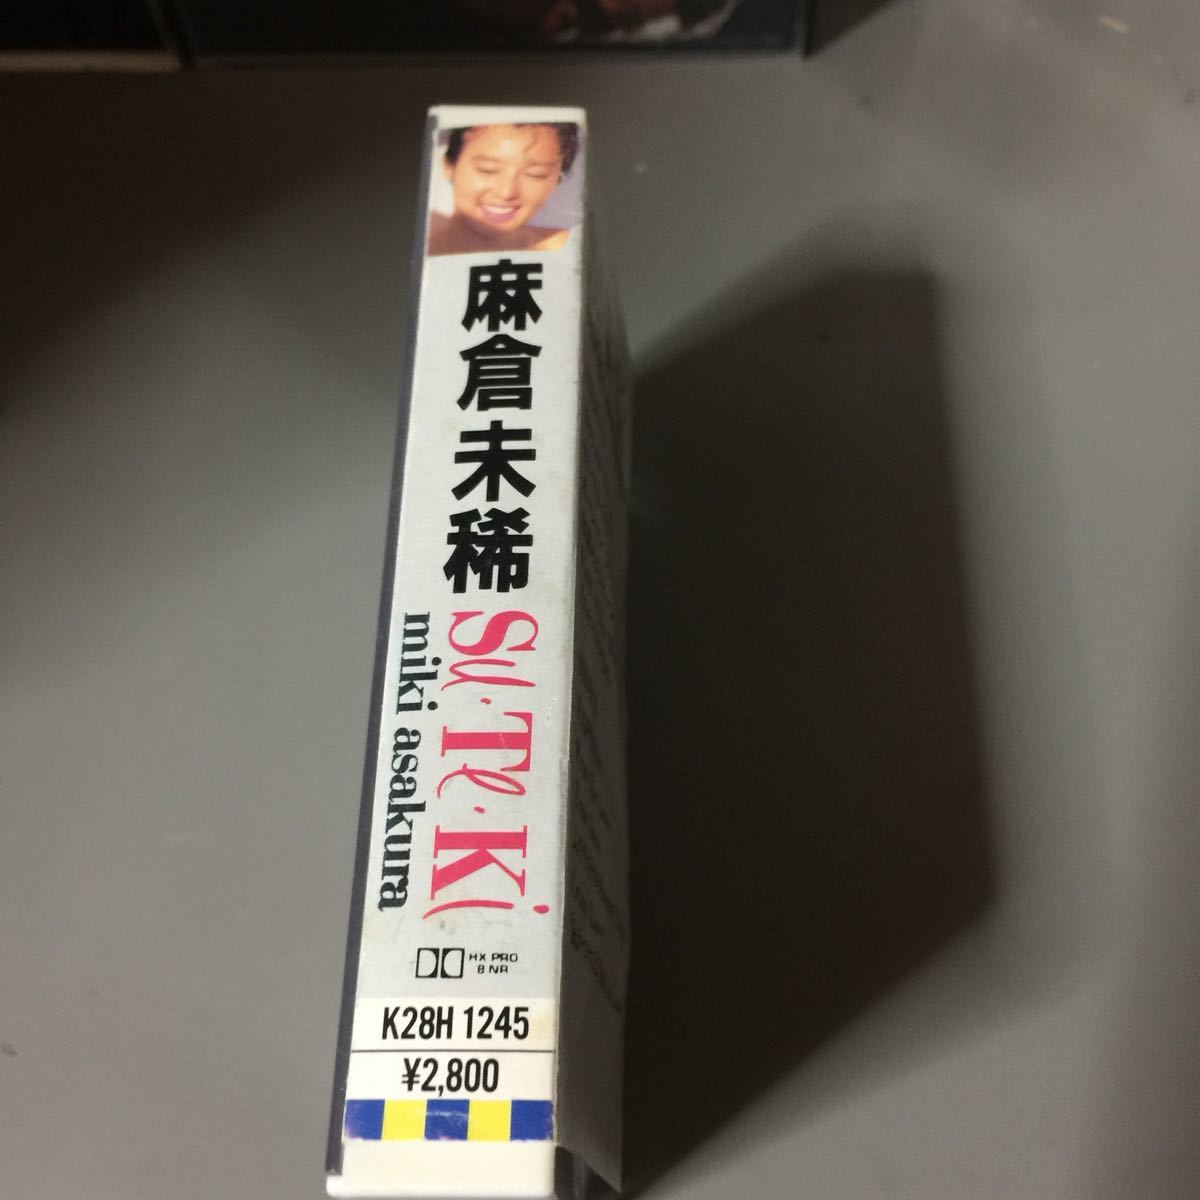 麻倉未稀
Su・Te・Ki
miki asakura
HX PRO
B NR
K28H 1245
¥2,800